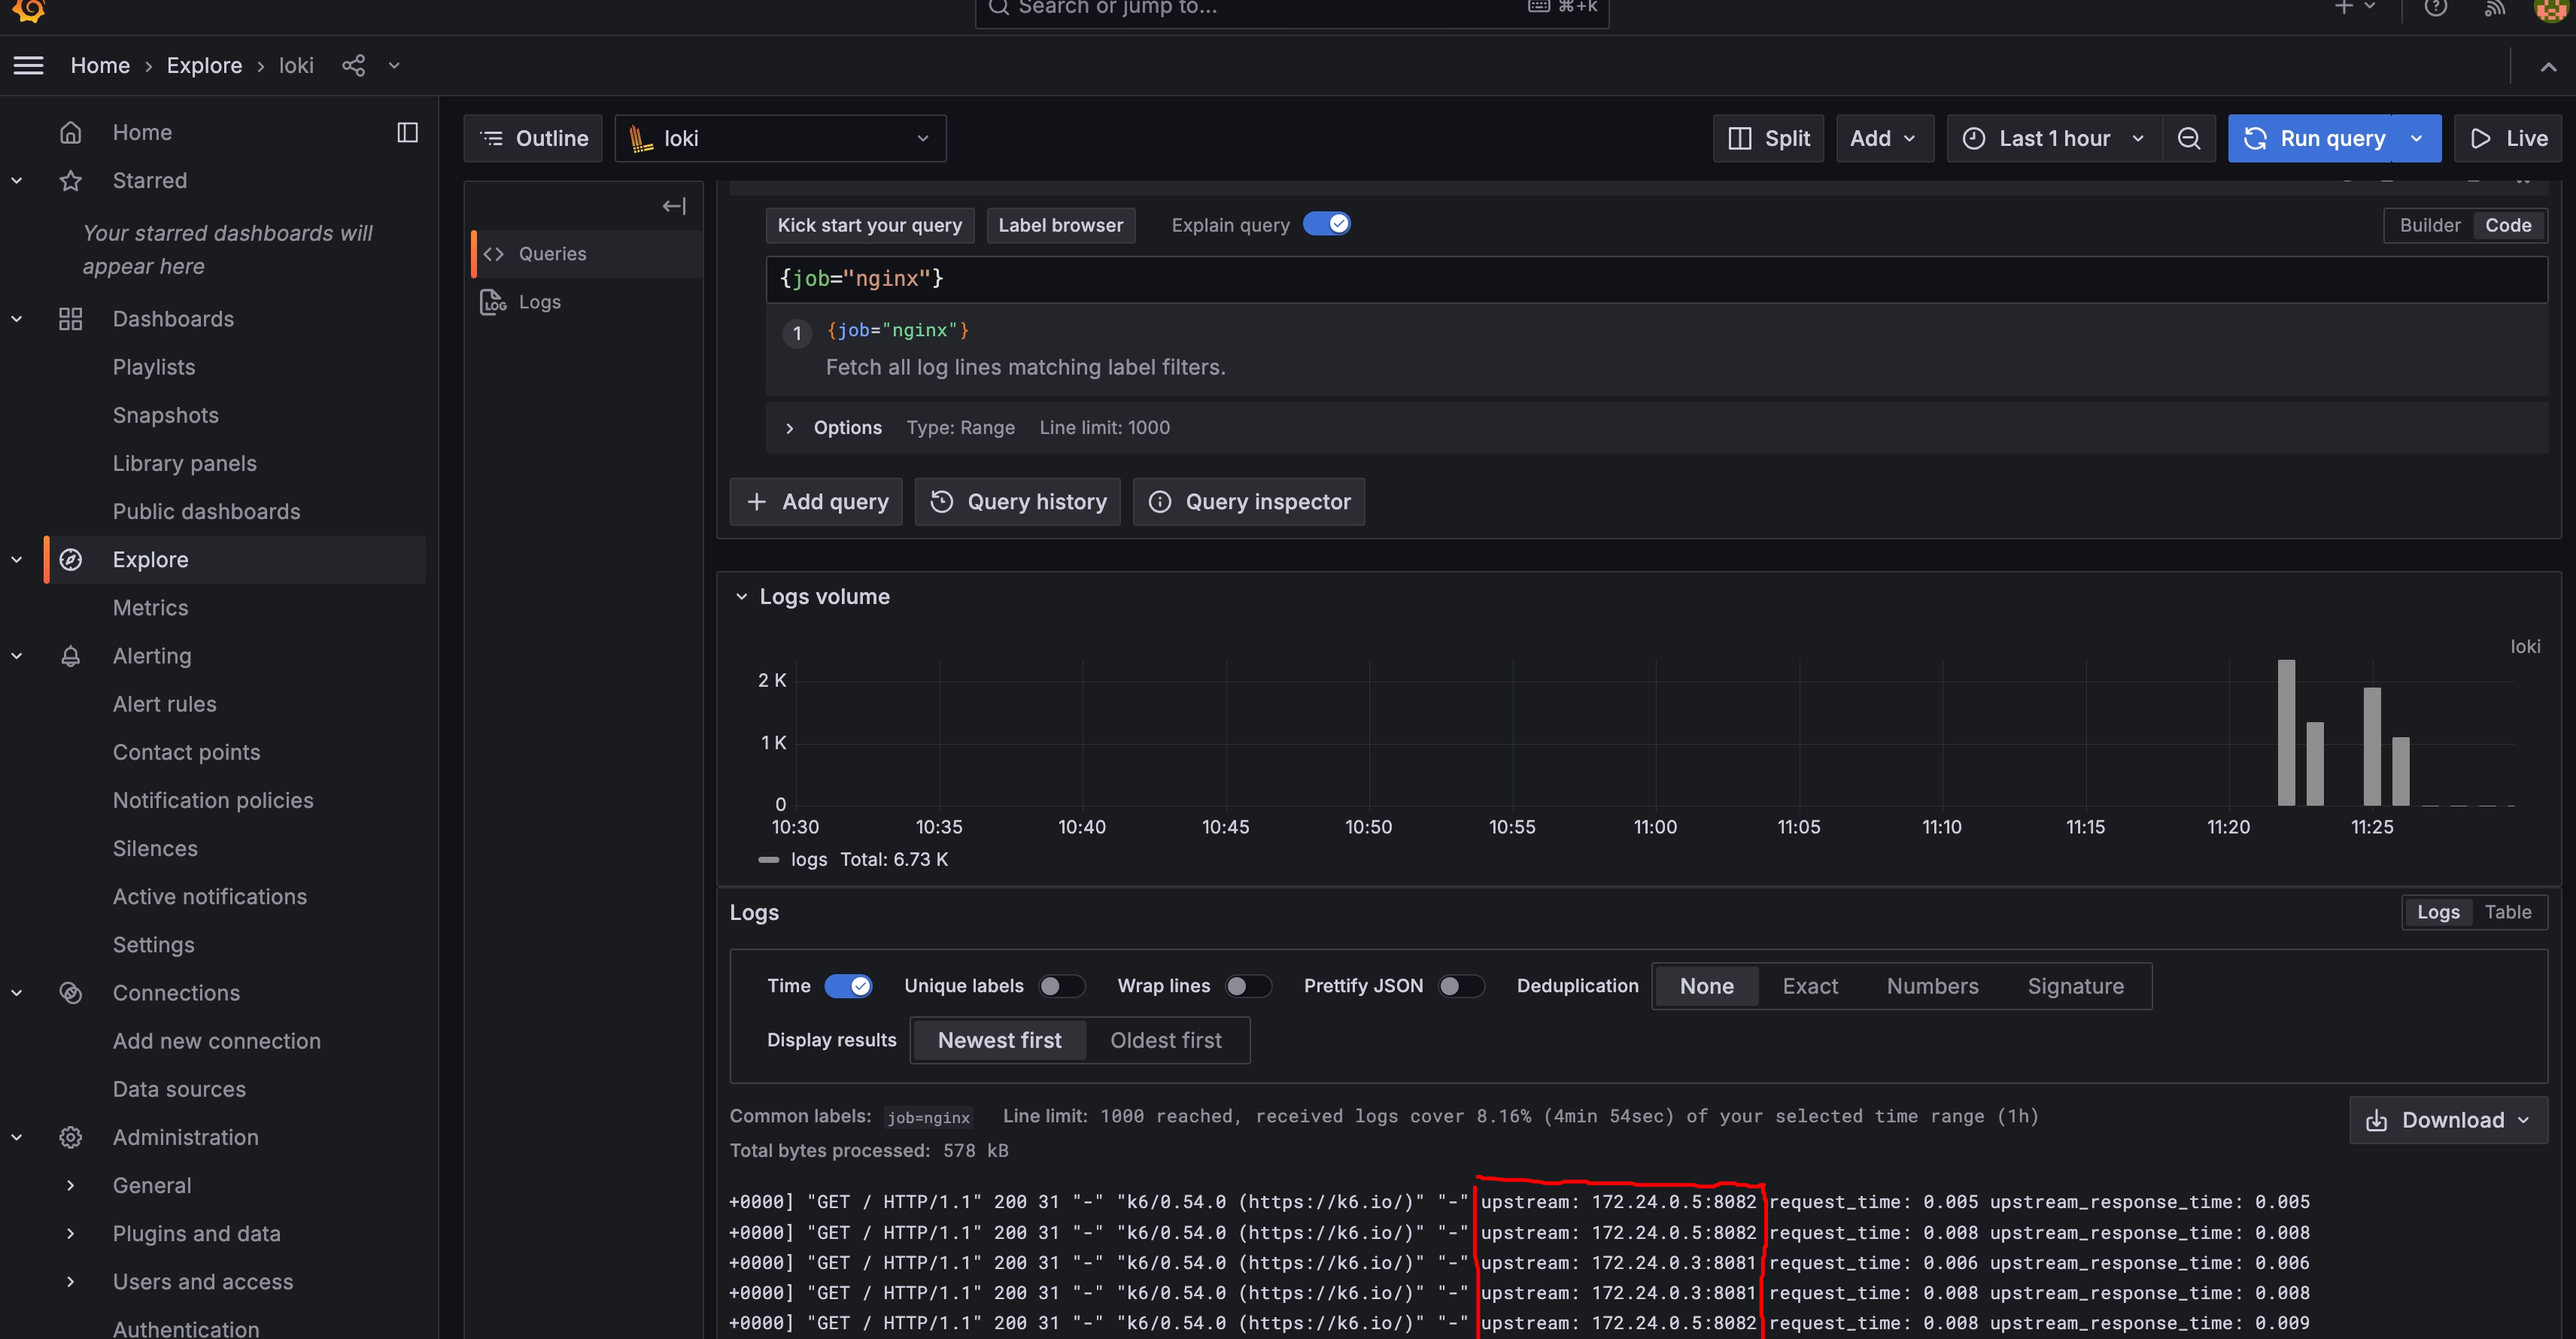 Search or jump to... ⌘+k
Home › Explore › loki
Home
Starred
Your starred dashboards will
appear here
Dashboards
Playlists
Snapshots
Library panels
Public dashboards
Explore
Metrics
Alerting
Alert rules
Contact points
Notification policies
Silences
Active notifications
Settings
Connections
Add new connection
Data sources
Administration
General
Plugins and data
Users and access
Authentication
Outline loki Split Add Last 1 hour Run query Live
Queries
LOG Logs
Kick start your query Label browser Explain query Builder Code
{job="nginx"}
1 {job="nginx"}
Fetch all log lines matching label filters.
Options Type: Range Line limit: 1000
+ Add query Query history Query inspector
Logs volume
loki
2 K
1 K
0
10:30 10:35 10:40 10:45 10:50 10:55 11:00 11:05 11:10 11:15 11:20 11:25
logs Total: 6.73 K
Logs Logs Table
Time Unique labels Wrap lines Prettify JSON Deduplication None Exact Numbers Signature
Display results Newest first Oldest first
Common labels: job=nginx Line limit: 1000 reached, received logs cover 8.16% (4min 54sec) of your selected time range (1h)
Total bytes processed: 578 kB
Download
+0000] "GET / HTTP/1.1" 200 31 "-" "k6/0.54.0 (https://k6.io/)" "-" upstream: 172.24.0.5:8082 request_time: 0.005 upstream_response_time: 0.005
+0000] "GET / HTTP/1.1" 200 31 "-" "k6/0.54.0 (https://k6.io/)" "-" upstream: 172.24.0.5:8082 request_time: 0.008 upstream_response_time: 0.008
+0000] "GET / HTTP/1.1" 200 31 "-" "k6/0.54.0 (https://k6.io/)" "-" upstream: 172.24.0.3:8081 request_time: 0.006 upstream_response_time: 0.006
+0000] "GET / HTTP/1.1" 200 31 "-" "k6/0.54.0 (https://k6.io/)" "-" upstream: 172.24.0.3:8081 request_time: 0.008 upstream_response_time: 0.008
+0000] "GET / HTTP/1.1" 200 31 "-" "k6/0.54.0 (https://k6.io/)" "-" upstream: 172.24.0.5:8082 request_time: 0.008 upstream_response_time: 0.009